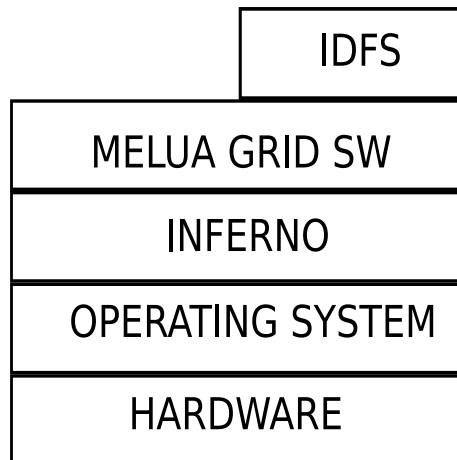 IDFS
MELUA GRID SW
INFERNO
OPERATING SYSTEM
HARDWARE